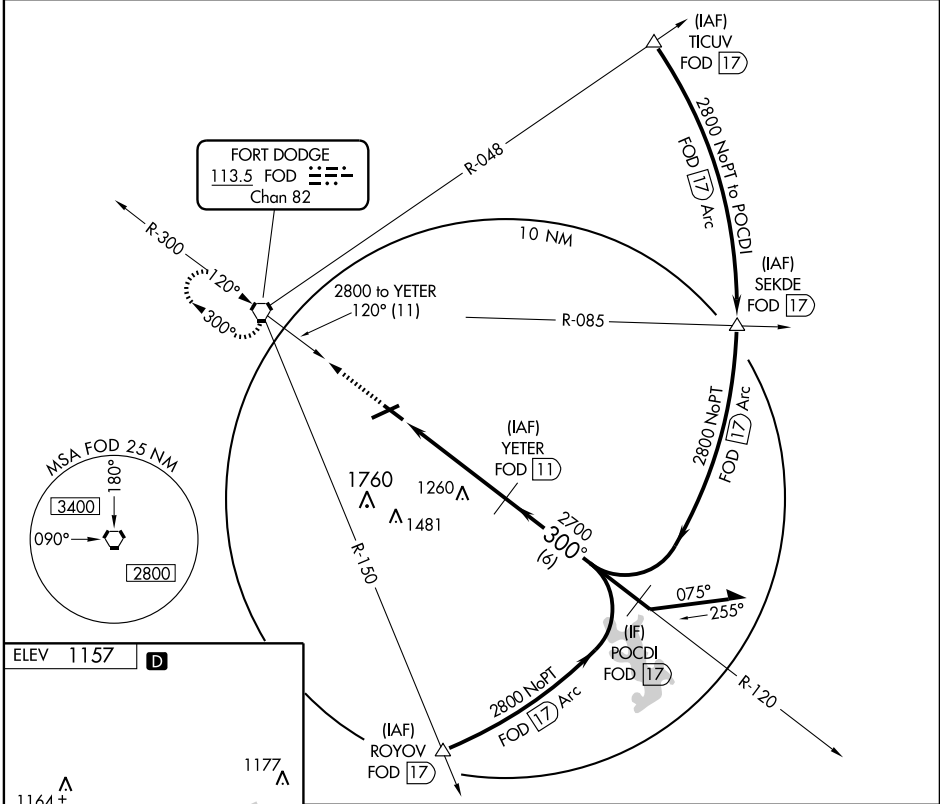 (IAF)
TICUV
FOD 17
2800 NoPT to POCDI
FOD 17 Arc
R-048
FORT DODGE
113.5 FOD
Chan 82
R-300
120°
300°
10 NM
2800 to YETER
120° (11)
(IAF)
SEKDE
FOD 17
R-085
2800 NoPT
FOD 17 Arc
(IAF)
YETER
FOD 11
MSA FOD 25 NM
180°
3400
090°
2800
1760
1260
1481
2700
300°
(6)
R-150
075°
255°
(IF)
POCDI
FOD 17
R-120
2800 NoPT
FOD 17 Arc
(IAF)
ROYOV
FOD 17
ELEV 1157 D
1177
1164